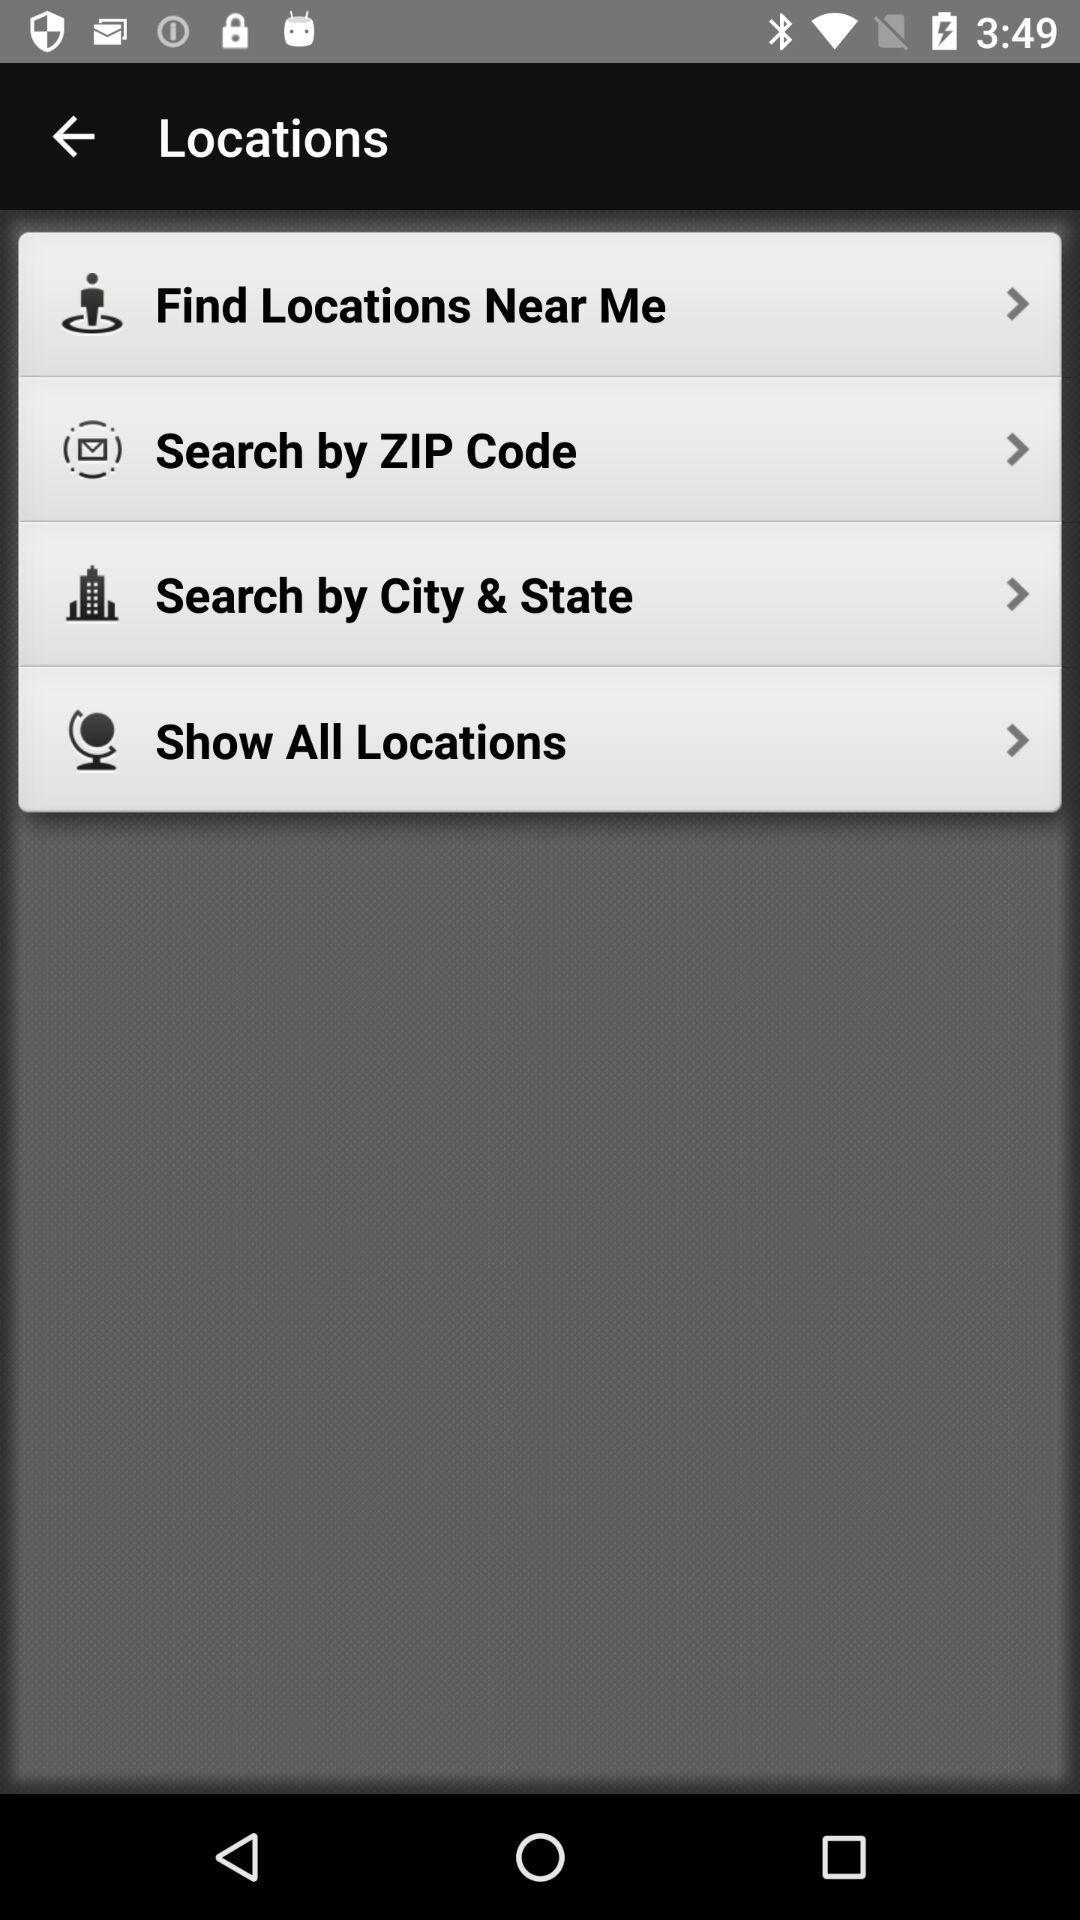 3:49
Locations
Find Locations Near Me
Search by ZIP Code
Search by City & State
Show All Locations